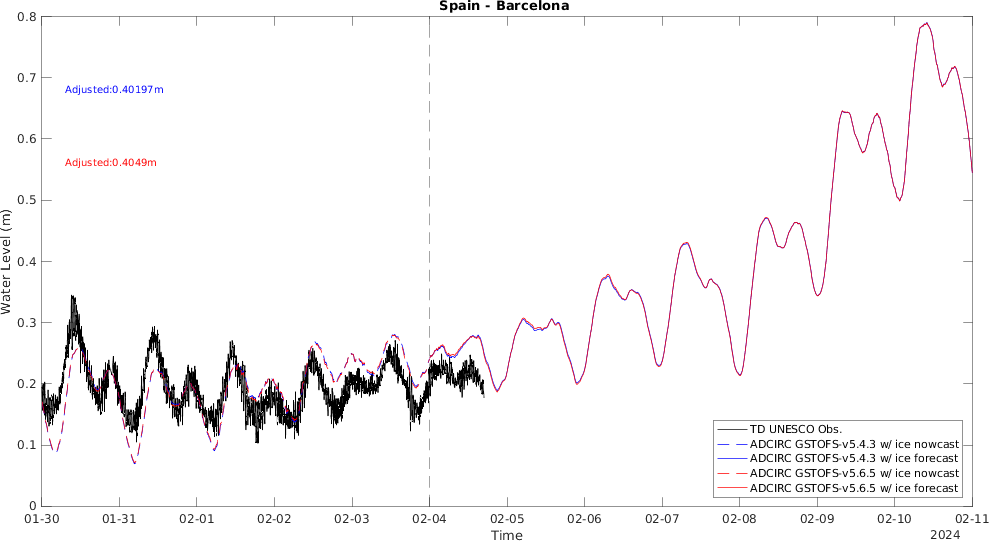 Spain - Barcelona
0.8
0.7
0.6
0.5
0.4
0.3
0.2
0.1
0
Water Level (m)
Adjusted:0.40197m
Adjusted:0.4049m
TD UNESCO Obs.
ADCIRC GSTOFS-v5.4.3 w/ ice nowcast
ADCIRC GSTOFS-v5.4.3 w/ ice forecast
ADCIRC GSTOFS-v5.6.5 w/ ice nowcast
ADCIRC GSTOFS-v5.6.5 w/ ice forecast
01-30 01-31 02-01 02-02 02-03 02-04 02-05 02-06 02-07 02-08 02-09 02-10 02-11
Time
2024